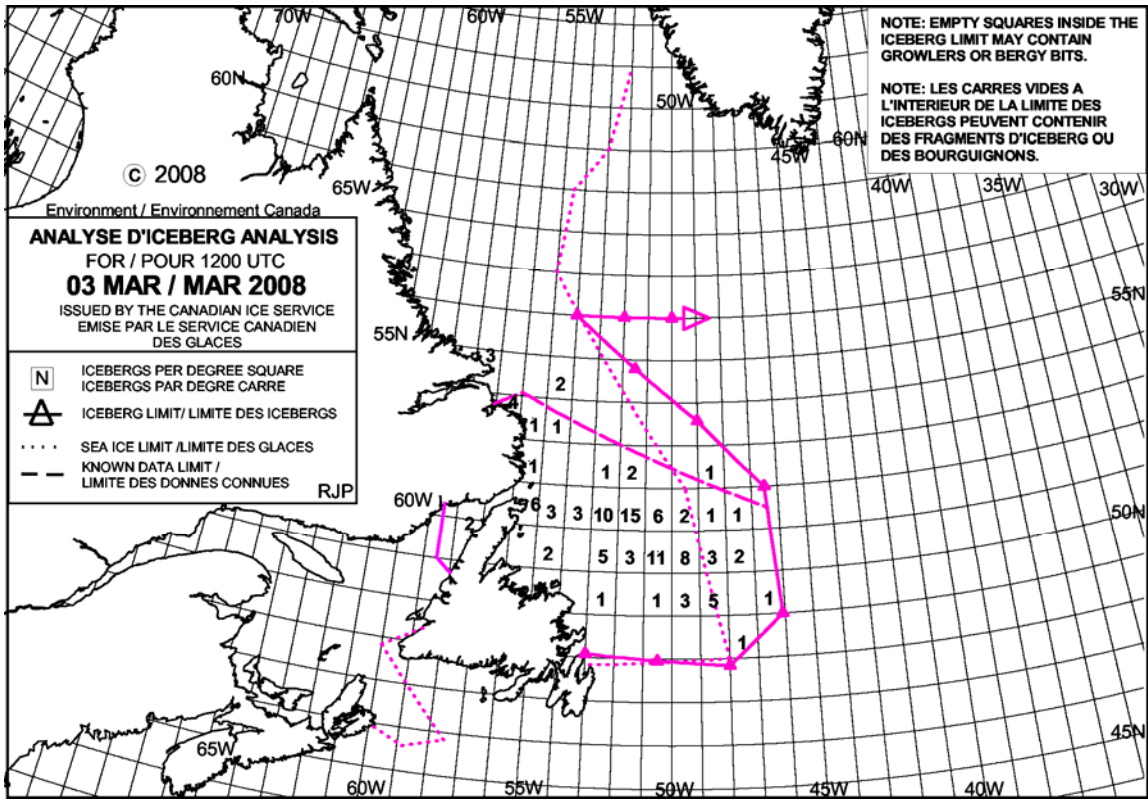 70W 60W 55W
60N
50W
45W
60N
65W
40W 35W 30W
NOTE: EMPTY SQUARES INSIDE THE
ICEBERG LIMIT MAY CONTAIN
GROWLERS OR BERGY BITS.
NOTE: LES CARRES VIDES A
L'INTERIEUR DE LA LIMITE DES
ICEBERGS PEUVENT CONTENIR
DES FRAGMENTS D'ICEBERG OU
DES BOURGUIGNONS.
© 2008
Environment / Environnement Canada
ANALYSE D'ICEBERG ANALYSIS
FOR / POUR 1200 UTC
03 MAR / MAR 2008
ISSUED BY THE CANADIAN ICE SERVICE
EMISE PAR LE SERVICE CANADIEN
DES GLACES
N ICEBERGS PER DEGREE SQUARE
ICEBERGS PAR DEGRE CARRE
ICEBERG LIMIT/ LIMITE DES ICEBERGS
SEA ICE LIMIT /LIMITE DES GLACES
KNOWN DATA LIMIT /
LIMITE DES DONNES CONNUES
RJP
55N
55N
3
2
4
1 1
1 1 2 1
60W
6
2 3 3 10 15 6 2 1 1
50N
2 5 3 11 8 3 2
1 1 3 5 1
1
45N
65W
60W 55W 50W 45W 40W